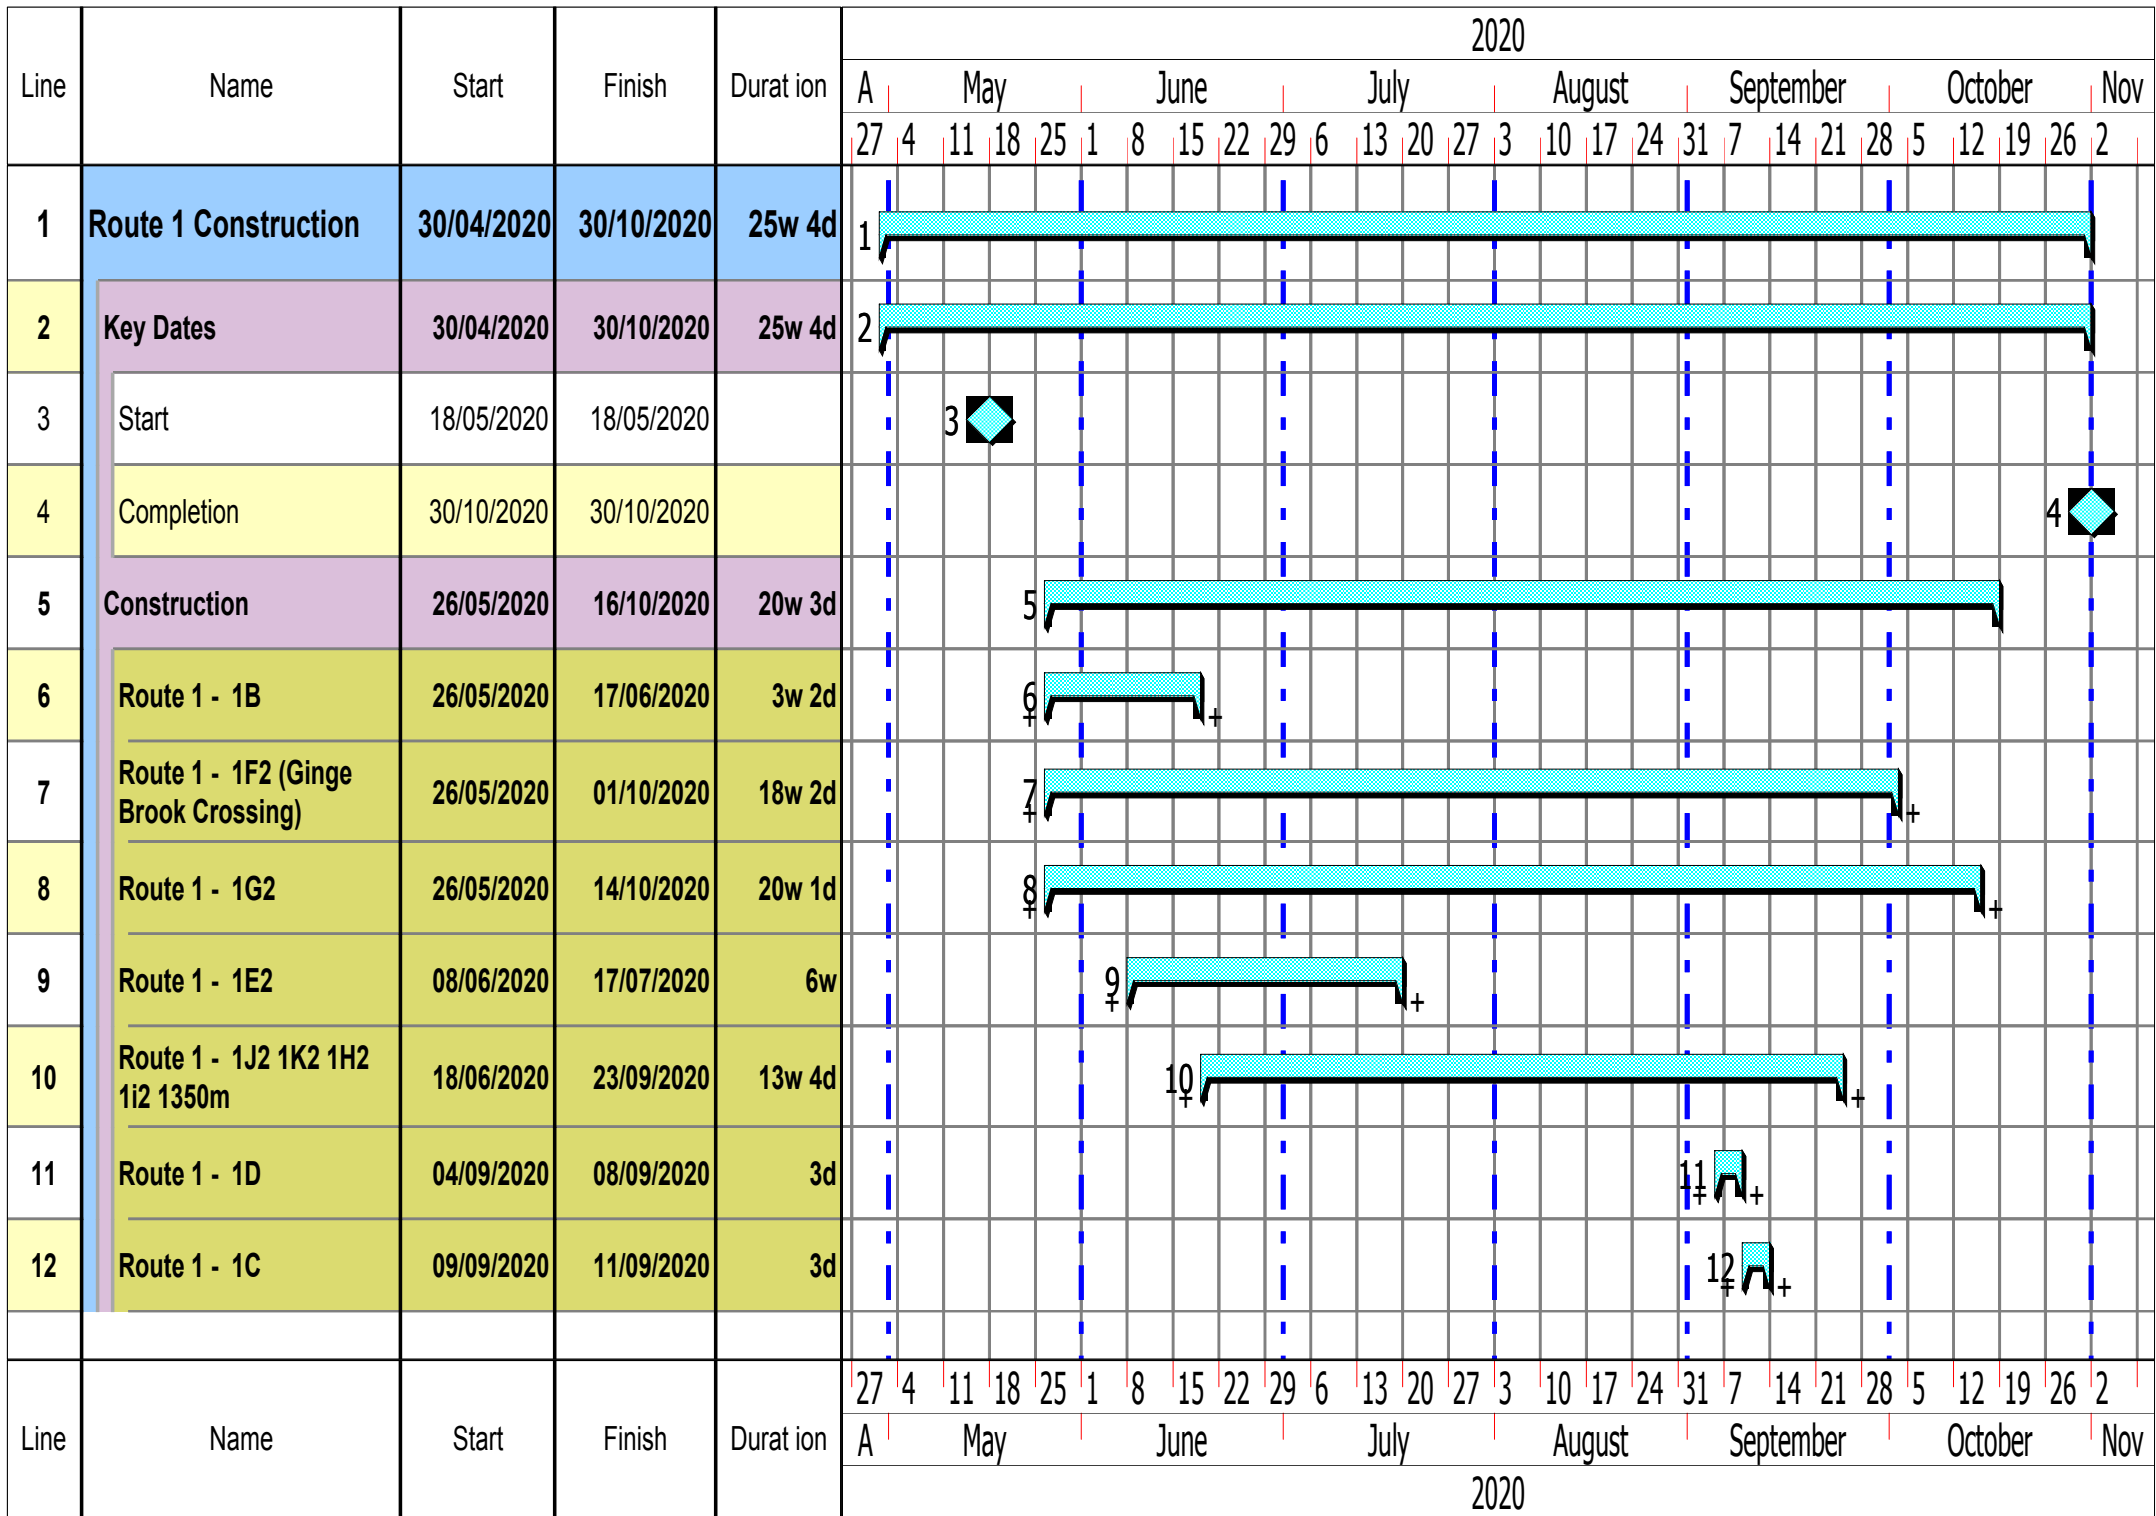 2020
Line Name Start Finish Durat ion A May June July August September October Nov
27 4 11 18 25 1 8 15 22 29 6 13 20 27 3 10 17 24 31 7 14 21 28 5 12 19 26 2
1 Route 1 Construction 30/04/2020 30/10/2020 25w 4d 1
2 Key Dates 30/04/2020 30/10/2020 25w 4d 2
3 Start 18/05/2020 18/05/2020 3
4 Completion 30/10/2020 30/10/2020 4
5 Construction 26/05/2020 16/10/2020 20w 3d 5
6 Route 1 - 1B 26/05/2020 17/06/2020 3w 2d 6
+ +
Route 1 - 1F2 (Ginge
7 26/05/2020 01/10/2020 18w 2d 7
Brook Crossing)
+ +
8 Route 1 - 1G2 26/05/2020 14/10/2020 20w 1d 8
+ +
9 Route 1 - 1E2 08/06/2020 17/07/2020 6w 9
+ +
Route 1 - 1J2 1K2 1H2
10 18/06/2020 23/09/2020 13w 4d 10
1i2 1350m
+ +
11 Route 1 - 1D 04/09/2020 08/09/2020 3d 11
+ +
12 Route 1 - 1C 09/09/2020 11/09/2020 3d 12
+ +
27 4 11 18 25 1 8 15 22 29 6 13 20 27 3 10 17 24 31 7 14 21 28 5 12 19 26 2
Line Name Start Finish Durat ion A May June July August September October Nov
2020